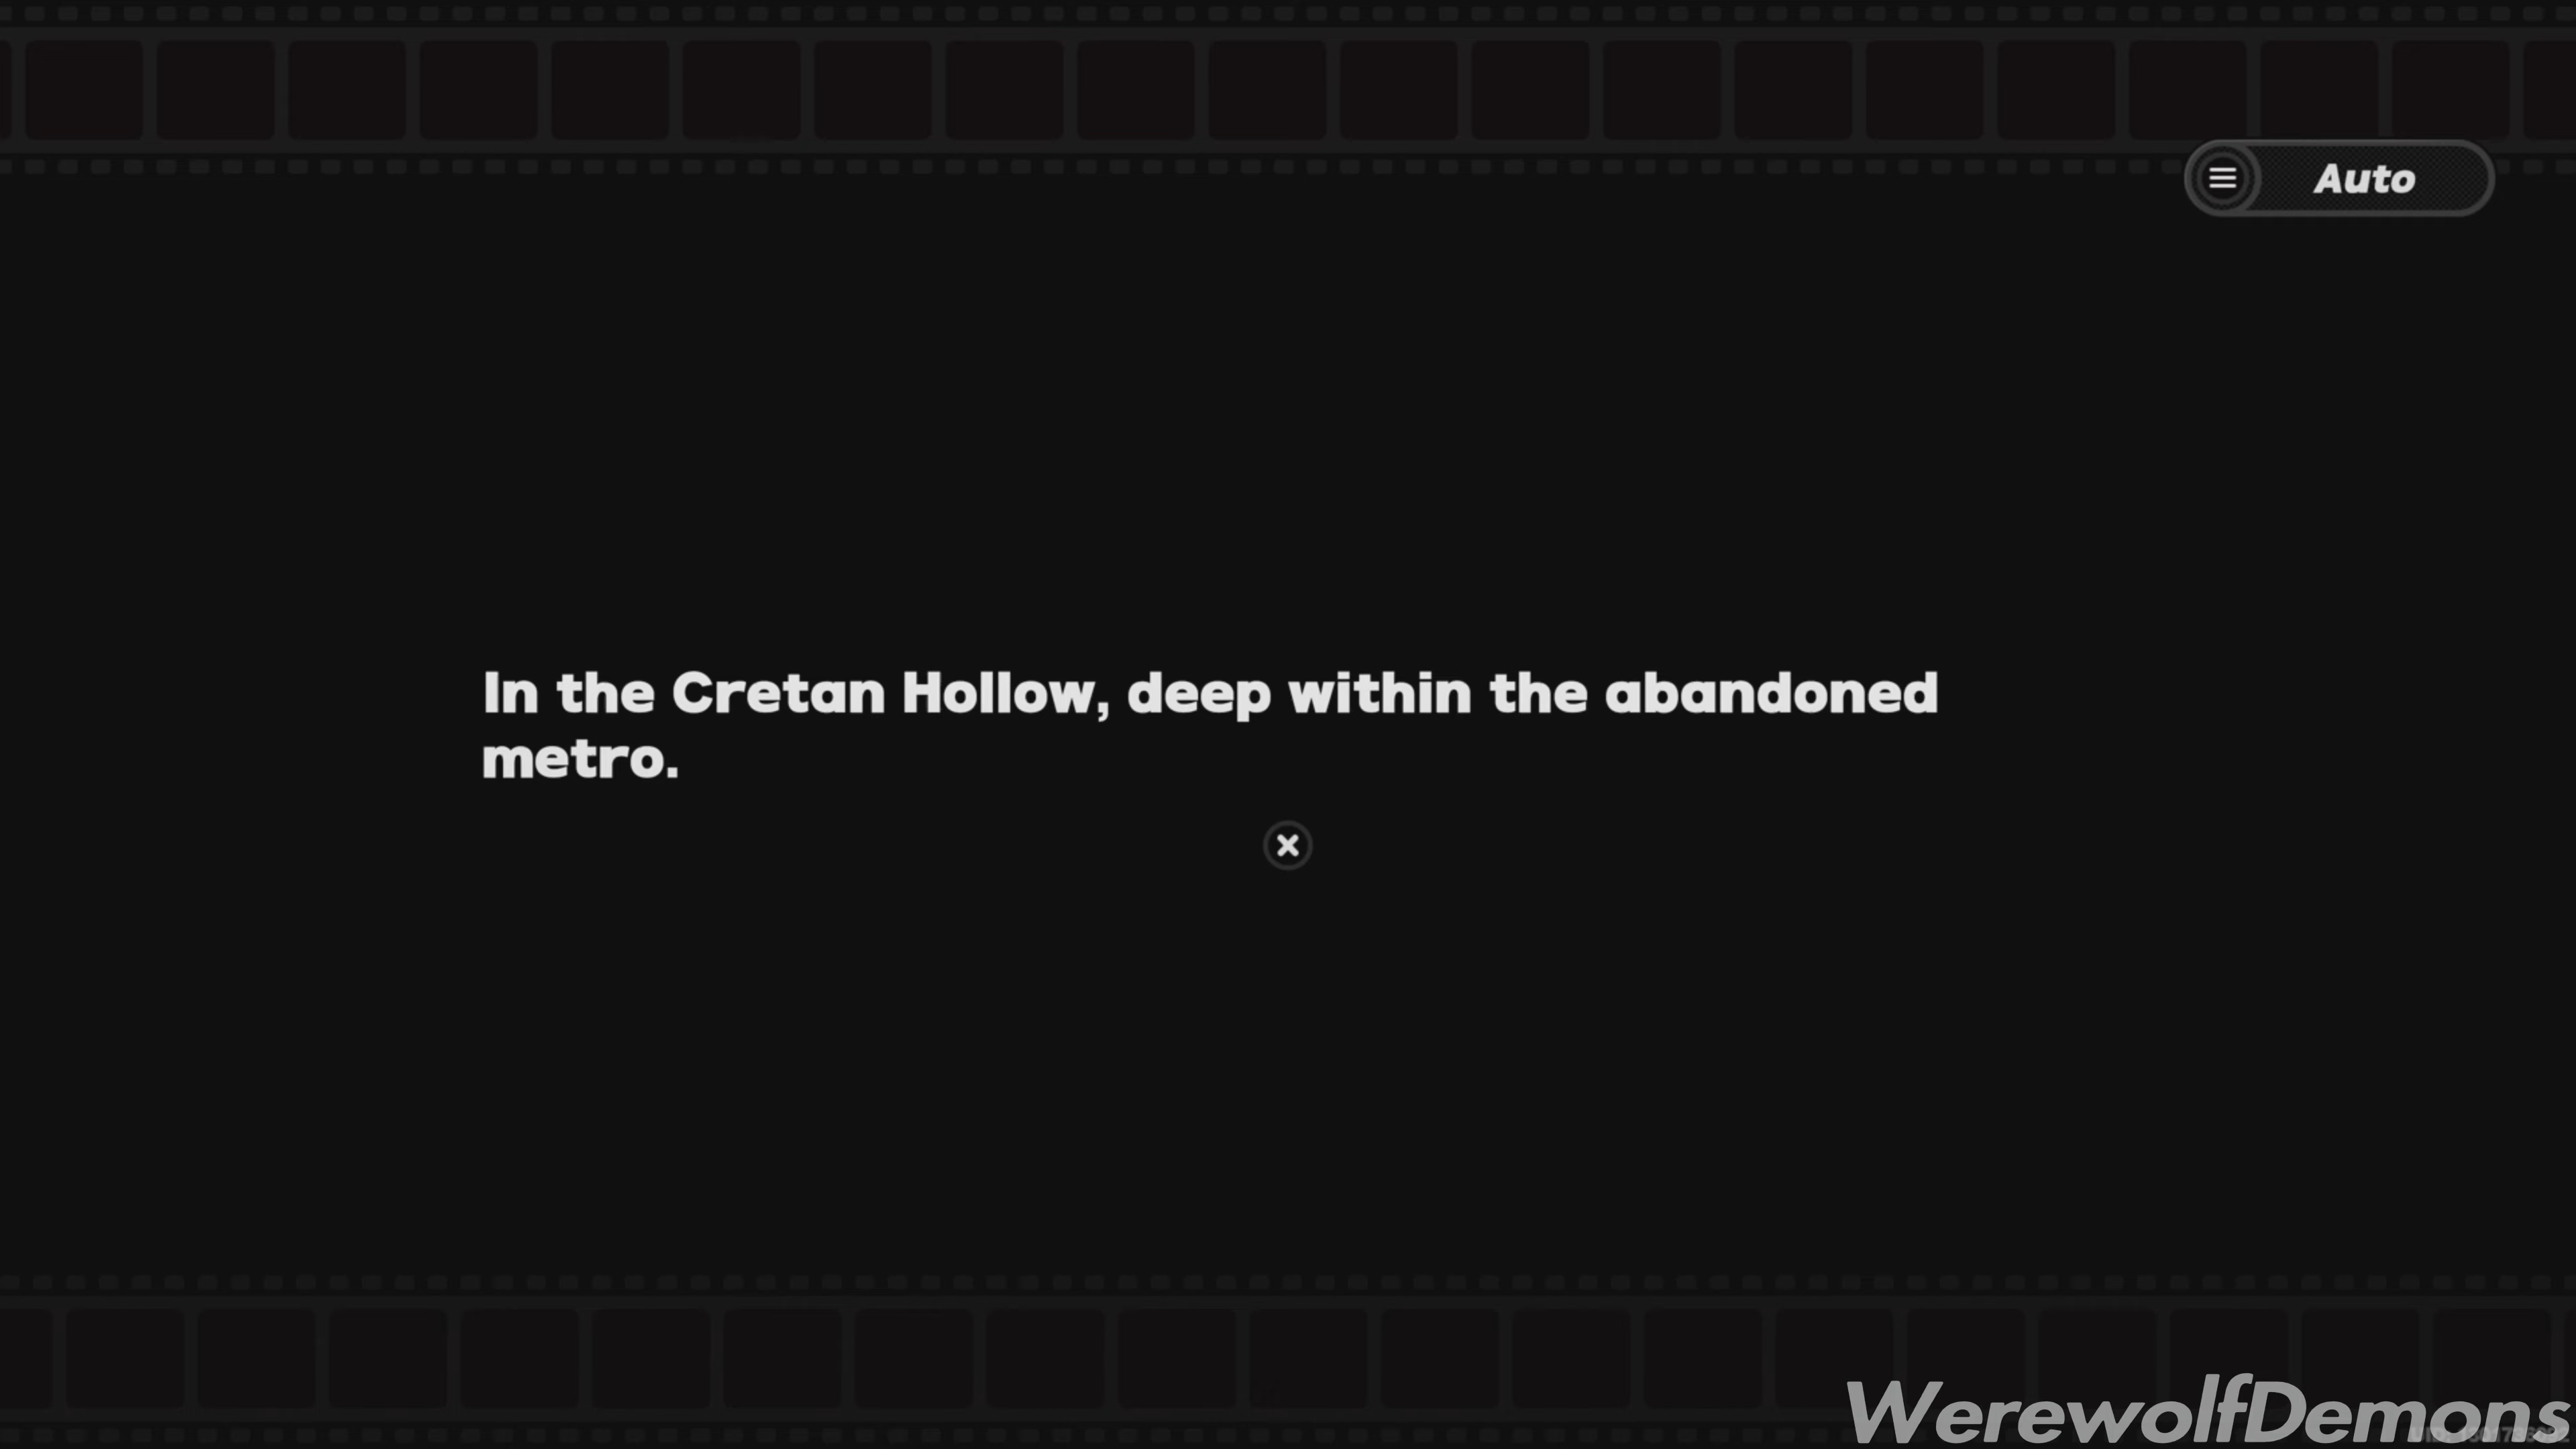 Auto
In the Cretan Hollow, deep within the abandoned
metro.
WerewolfDemons